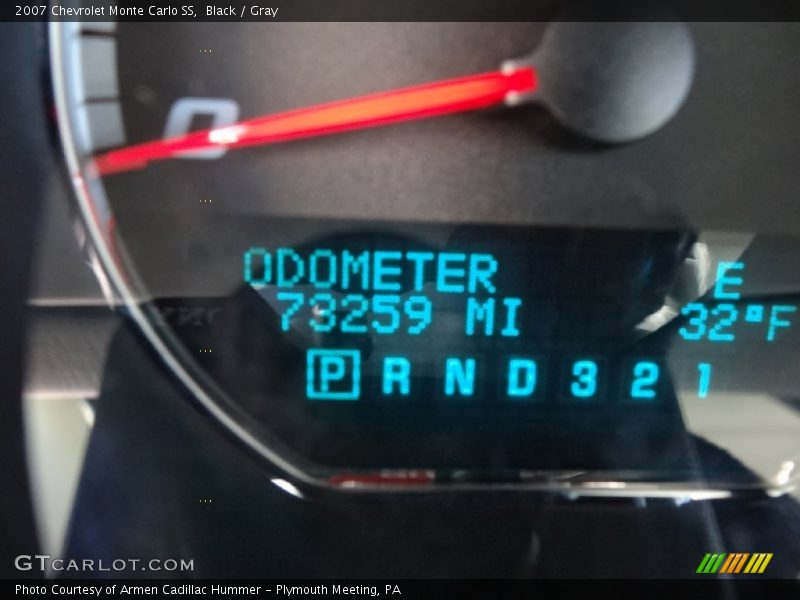 2007 Chevrolet Monte Carlo SS, Black / Gray
0
ODOMETER
E
73259 MI
32°F
P R N D 3 2 1
GTCARLOT.COM
Photo Courtesy of Armen Cadillac Hummer - Plymouth Meeting, PA